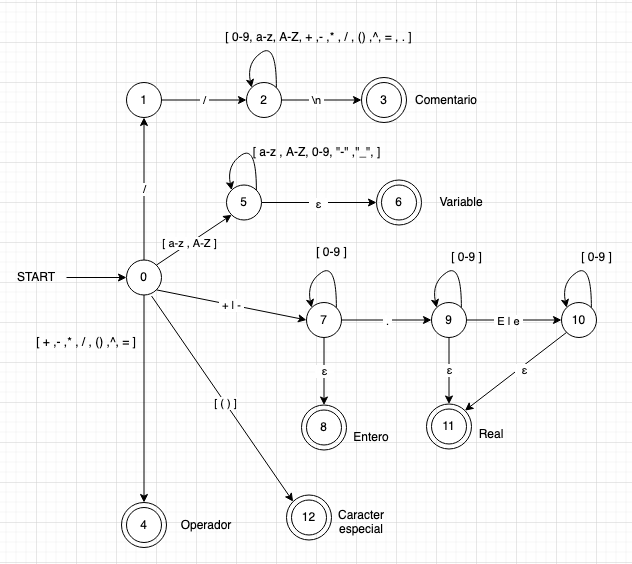 [ 0-9, a-z, A-Z, + ,- ,* , / , () ,^, = , . ]
1
/
2
\n
3
Comentario
[ a-z , A-Z, 0-9, "-" ,"_", ]
/
5
ε
6
Variable
[ a-z , A-Z ]
[ 0-9 ]
[ 0-9 ]
[ 0-9 ]
START
0
+ | -
7
.
9
E | e
10
[ + ,- ,* , / , () ,^, = ]
ε
ε
ε
[ ( ) ]
8
Entero
11
Real
4
Operador
12
Caracter
especial